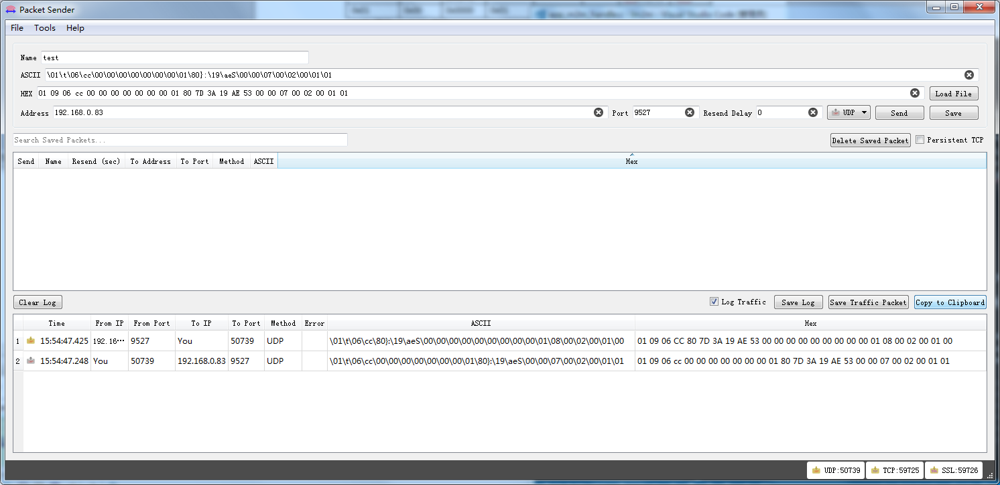 Packet Sender
File Tools Help
Name test
ASCII \01\t\06\cc\00\00\00\00\00\00\00\01\80}:\19\aeS\00\00\07\00\02\00\01\01
HEX 01 09 06 cc 00 00 00 00 00 00 00 01 80 7D 3A 19 AE 53 00 00 07 00 02 00 01 01 Load File
Address 192.168.0.83 Port 9527 Resend Delay 0 UDP Send Save
Search Saved Packets... Delete Saved Packet Persistent TCP
Send Name Resend (sec) To Address To Port Method ASCII Hex
Clear Log Log Traffic Save Log Save Traffic Packet Copy to Clipboard
Time From IP From Port To IP To Port Method Error ASCII Hex
1 15:54:47.425 192.16… 9527 You 50739 UDP \01\t\06\cc\80}:\19\aeS\00\00\00\00\00\00\00\00\00\01\08\00\02\00\01\00 01 09 06 CC 80 7D 3A 19 AE 53 00 00 00 00 00 00 00 00 00 01 08 00 02 00 01 00
2 15:54:47.248 You 50739 192.168.0.83 9527 UDP \01\t\06\cc\00\00\00\00\00\00\00\01\80}:\19\aeS\00\00\07\00\02\00\01\01 01 09 06 cc 00 00 00 00 00 00 00 01 80 7D 3A 19 AE 53 00 00 07 00 02 00 01 01
UDP:50739 TCP:59725 SSL:59726